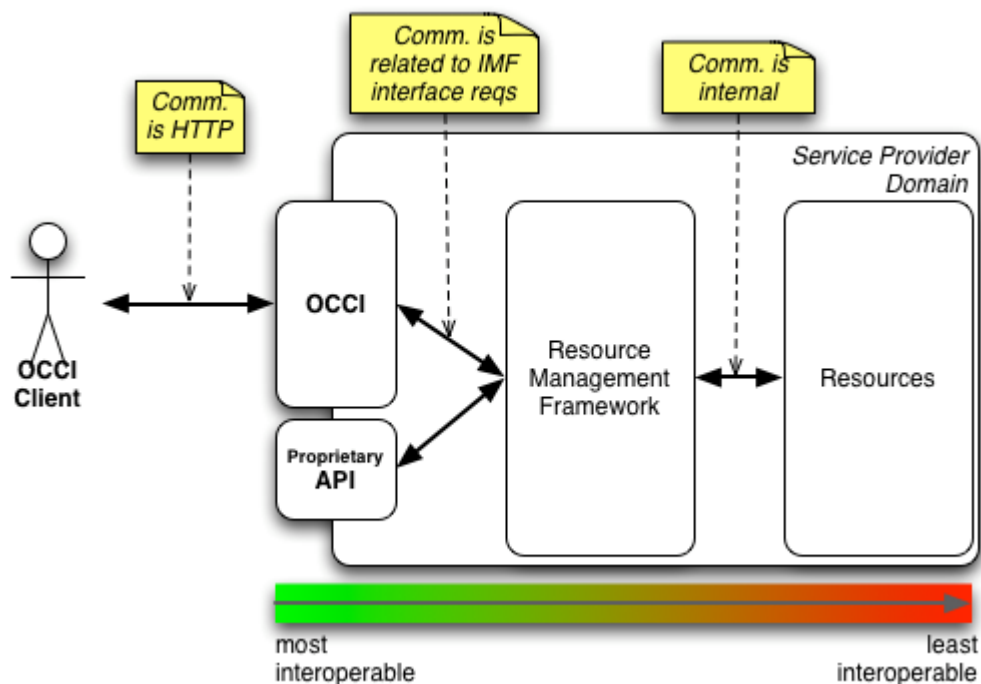 Comm.
is HTTP
Comm. is
related to IMF
interface reqs
Comm. is
internal
Service Provider
Domain
OCCI
Client
OCCI
Proprietary
API
Resource
Management
Framework
Resources
most
interoperable
least
interoperable